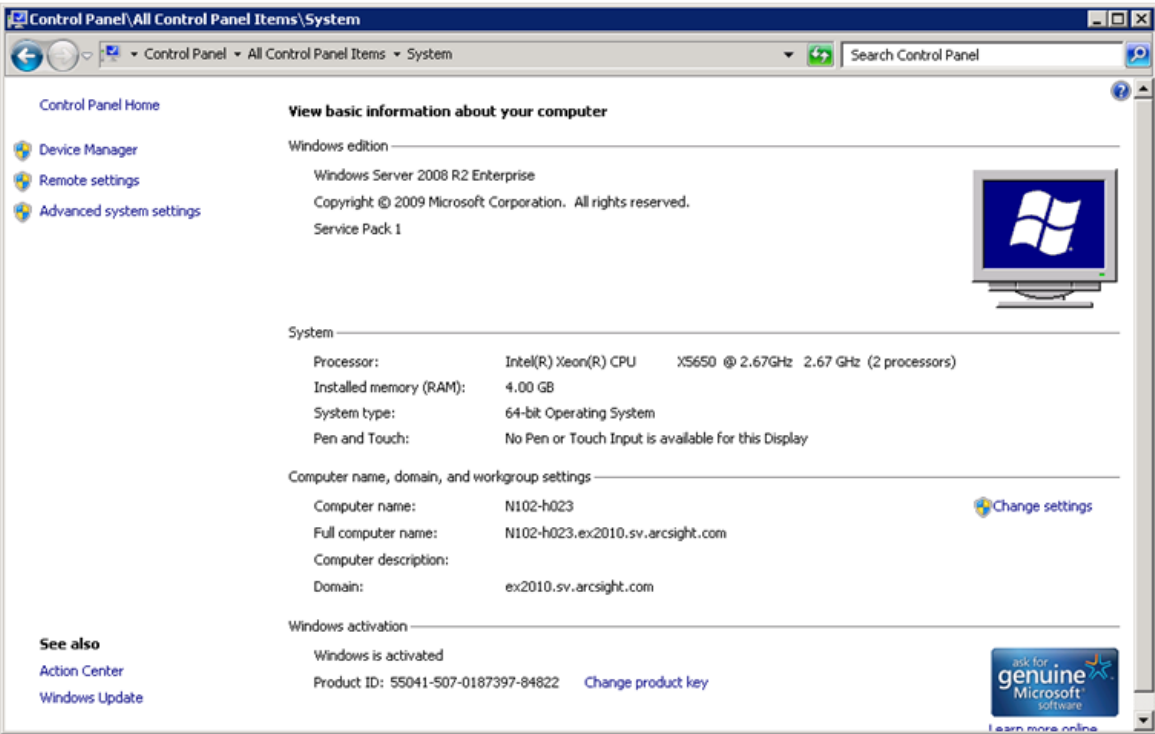 Control Panel\All Control Panel Items\System
Control Panel All Control Panel Items System Search Control Panel
Control Panel Home
Device Manager
Remote settings
Advanced system settings
See also
Action Center
Windows Update
View basic information about your computer
Windows edition
Windows Server 2008 R2 Enterprise
Copyright © 2009 Microsoft Corporation. All rights reserved.
Service Pack 1
System
Processor: Intel(R) Xeon(R) CPU X5650 @ 2.67GHz 2.67 GHz (2 processors)
Installed memory (RAM): 4.00 GB
System type: 64-bit Operating System
Pen and Touch: No Pen or Touch Input is available for this Display
Computer name, domain, and workgroup settings
Computer name: N102-h023 Change settings
Full computer name: N102-h023.ex2010.sv.arcsight.com
Computer description:
Domain: ex2010.sv.arcsight.com
Windows activation
Windows is activated
Product ID: 55041-507-0187397-84822 Change product key
ask for
genuine
Microsoft
software
Learn more online